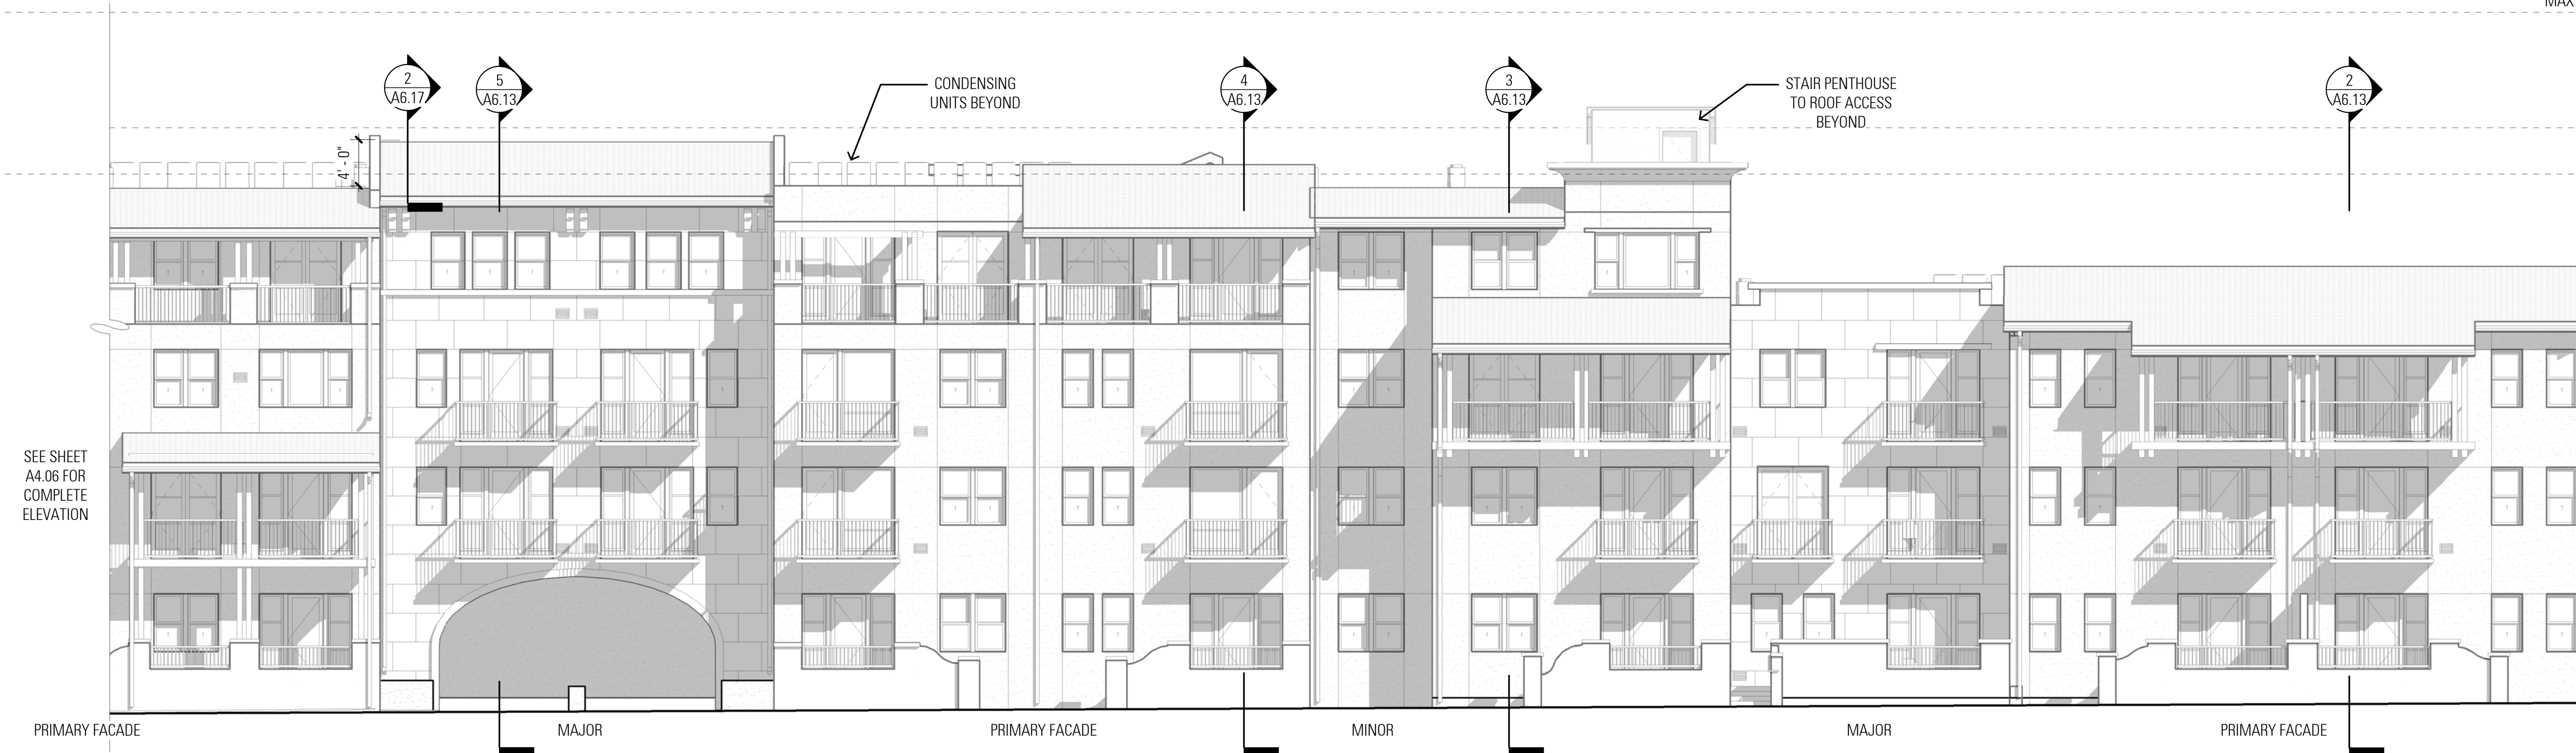 MAX
2
A6.17
5
A6.13
CONDENSING
UNITS BEYOND
4
A6.13
3
A6.13
STAIR PENTHOUSE
TO ROOF ACCESS
BEYOND
2
A6.13
4' - 0"
SEE SHEET
A4.06 FOR
COMPLETE
ELEVATION
PRIMARY FACADE
MAJOR
PRIMARY FACADE
MINOR
MAJOR
PRIMARY FACADE